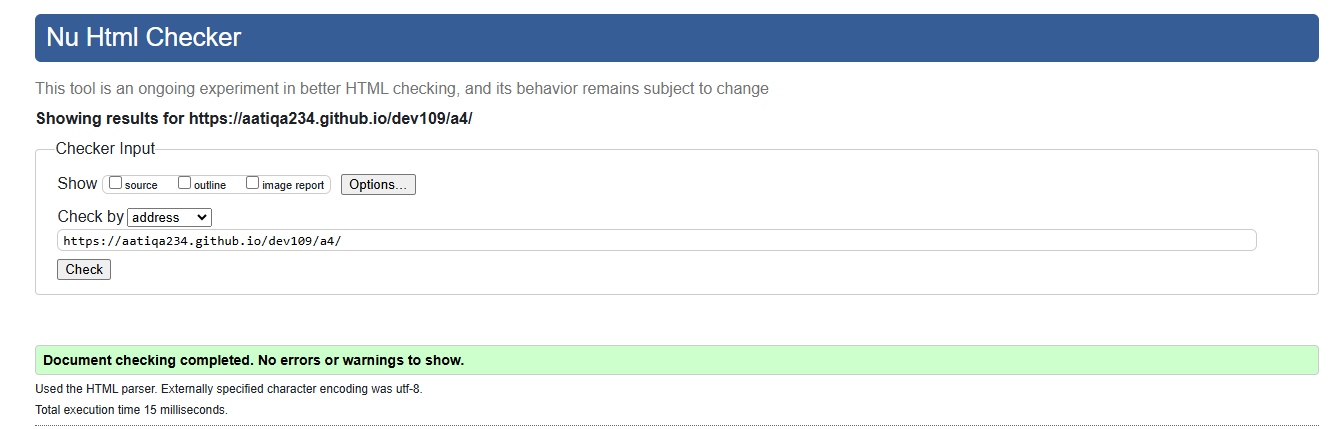 Nu Html Checker
This tool is an ongoing experiment in better HTML checking, and its behavior remains subject to change
Showing results for https://aatiqa234.github.io/dev109/a4/
Checker Input
Show source outline image report Options...
Check by address
https://aatiqa234.github.io/dev109/a4/
Check
Document checking completed. No errors or warnings to show.
Used the HTML parser. Externally specified character encoding was utf-8.
Total execution time 15 milliseconds.